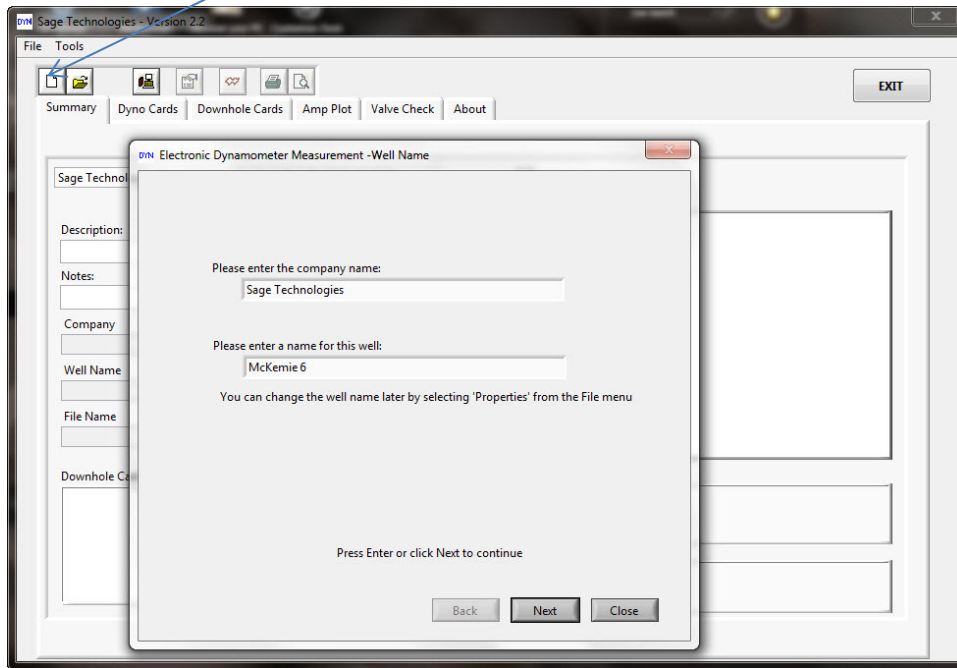 DYN Sage Technologies - Version 2.2
File Tools
EXIT
Summary Dyno Cards Downhole Cards Amp Plot Valve Check About
DYN Electronic Dynamometer Measurement -Well Name
Sage Technol
Description:
Please enter the company name:
Notes:
Sage Technologies
Company
Please enter a name for this well:
Well Name
McKemie 6
You can change the well name later by selecting 'Properties' from the File menu
File Name
Downhole Ca
Press Enter or click Next to continue
Back Next Close